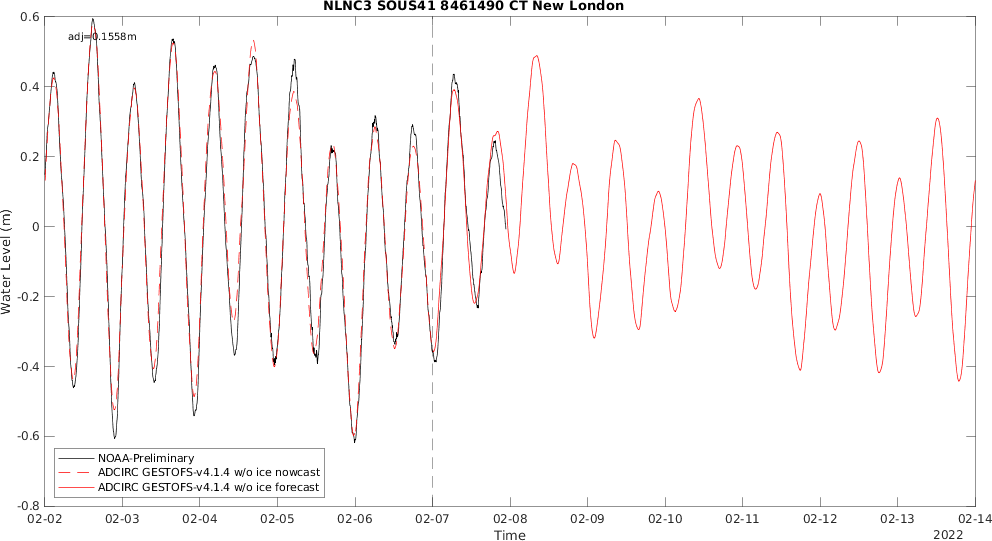 NLNC3 SOUS41 8461490 CT New London
adj=0.1558m
Water Level (m)
0.6
0.4
0.2
0
-0.2
-0.4
-0.6
-0.8
NOAA-Preliminary
ADCIRC GESTOFS-v4.1.4 w/o ice nowcast
ADCIRC GESTOFS-v4.1.4 w/o ice forecast
02-02 02-03 02-04 02-05 02-06 02-07 02-08 02-09 02-10 02-11 02-12 02-13 02-14
Time
2022